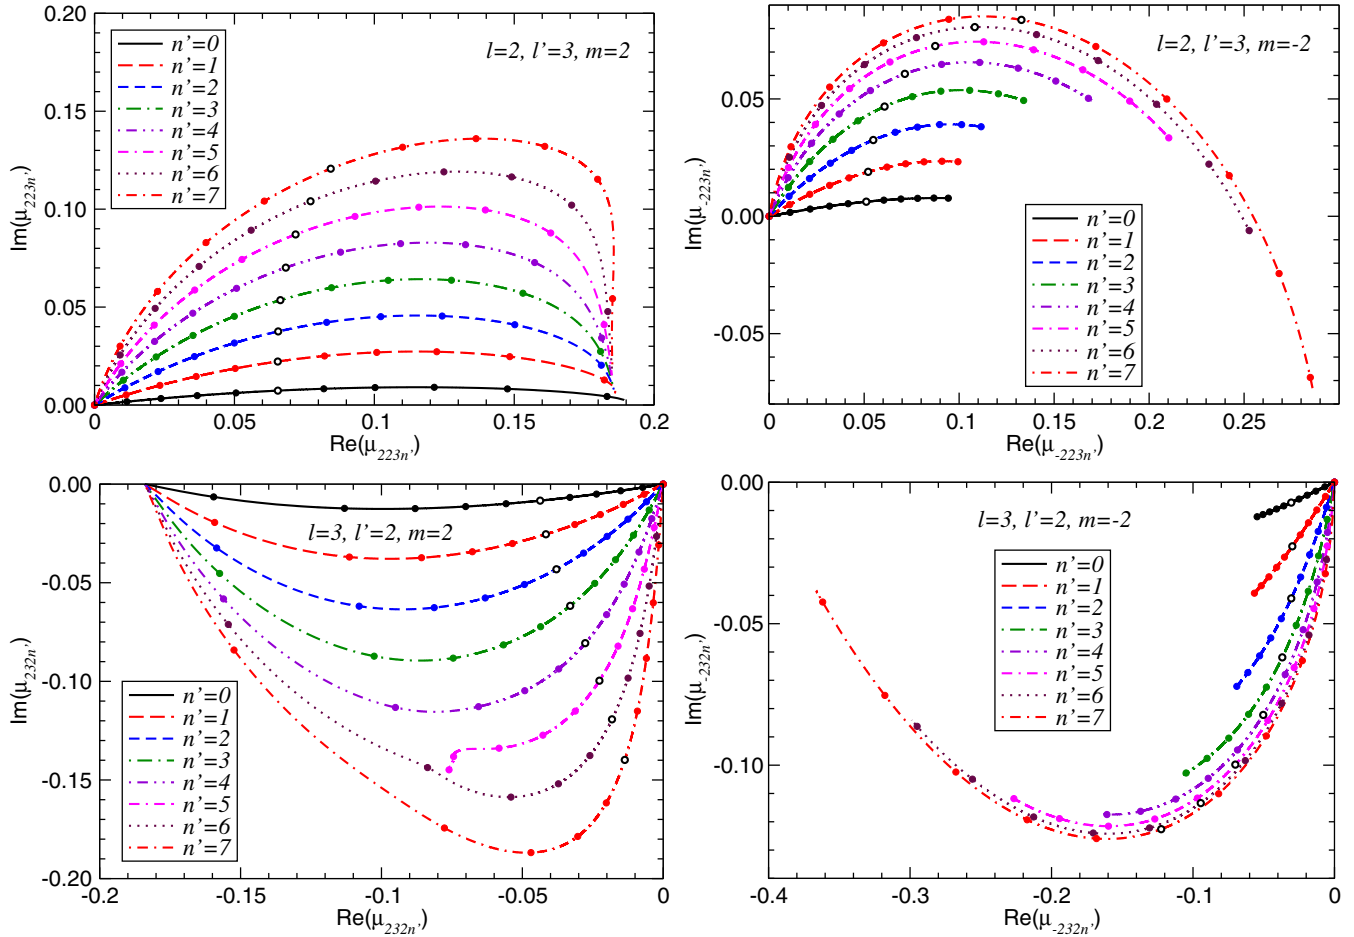 l=2, l'=3, m=2
n'=0
n'=1
n'=2
n'=3
n'=4
n'=5
n'=6
n'=7
0.20
0.15
0.10
0.05
0.00
Im(μ223n')
0
0.05
0.1
0.15
0.2
Re(μ223n')
l=2, l'=3, m=-2
n'=0
n'=1
n'=2
n'=3
n'=4
n'=5
n'=6
n'=7
0.05
0.00
-0.05
Im(μ-223n')
0
0.05
0.1
0.15
0.2
0.25
Re(μ-223n')
l=3, l'=2, m=2
n'=0
n'=1
n'=2
n'=3
n'=4
n'=5
n'=6
n'=7
0.00
-0.05
-0.10
-0.15
-0.20
Im(μ232n')
-0.2
-0.15
-0.1
-0.05
0
Re(μ232n')
l=3, l'=2, m=-2
n'=0
n'=1
n'=2
n'=3
n'=4
n'=5
n'=6
n'=7
0.00
-0.05
-0.10
Im(μ-232n')
-0.4
-0.3
-0.2
-0.1
0
Re(μ-232n')